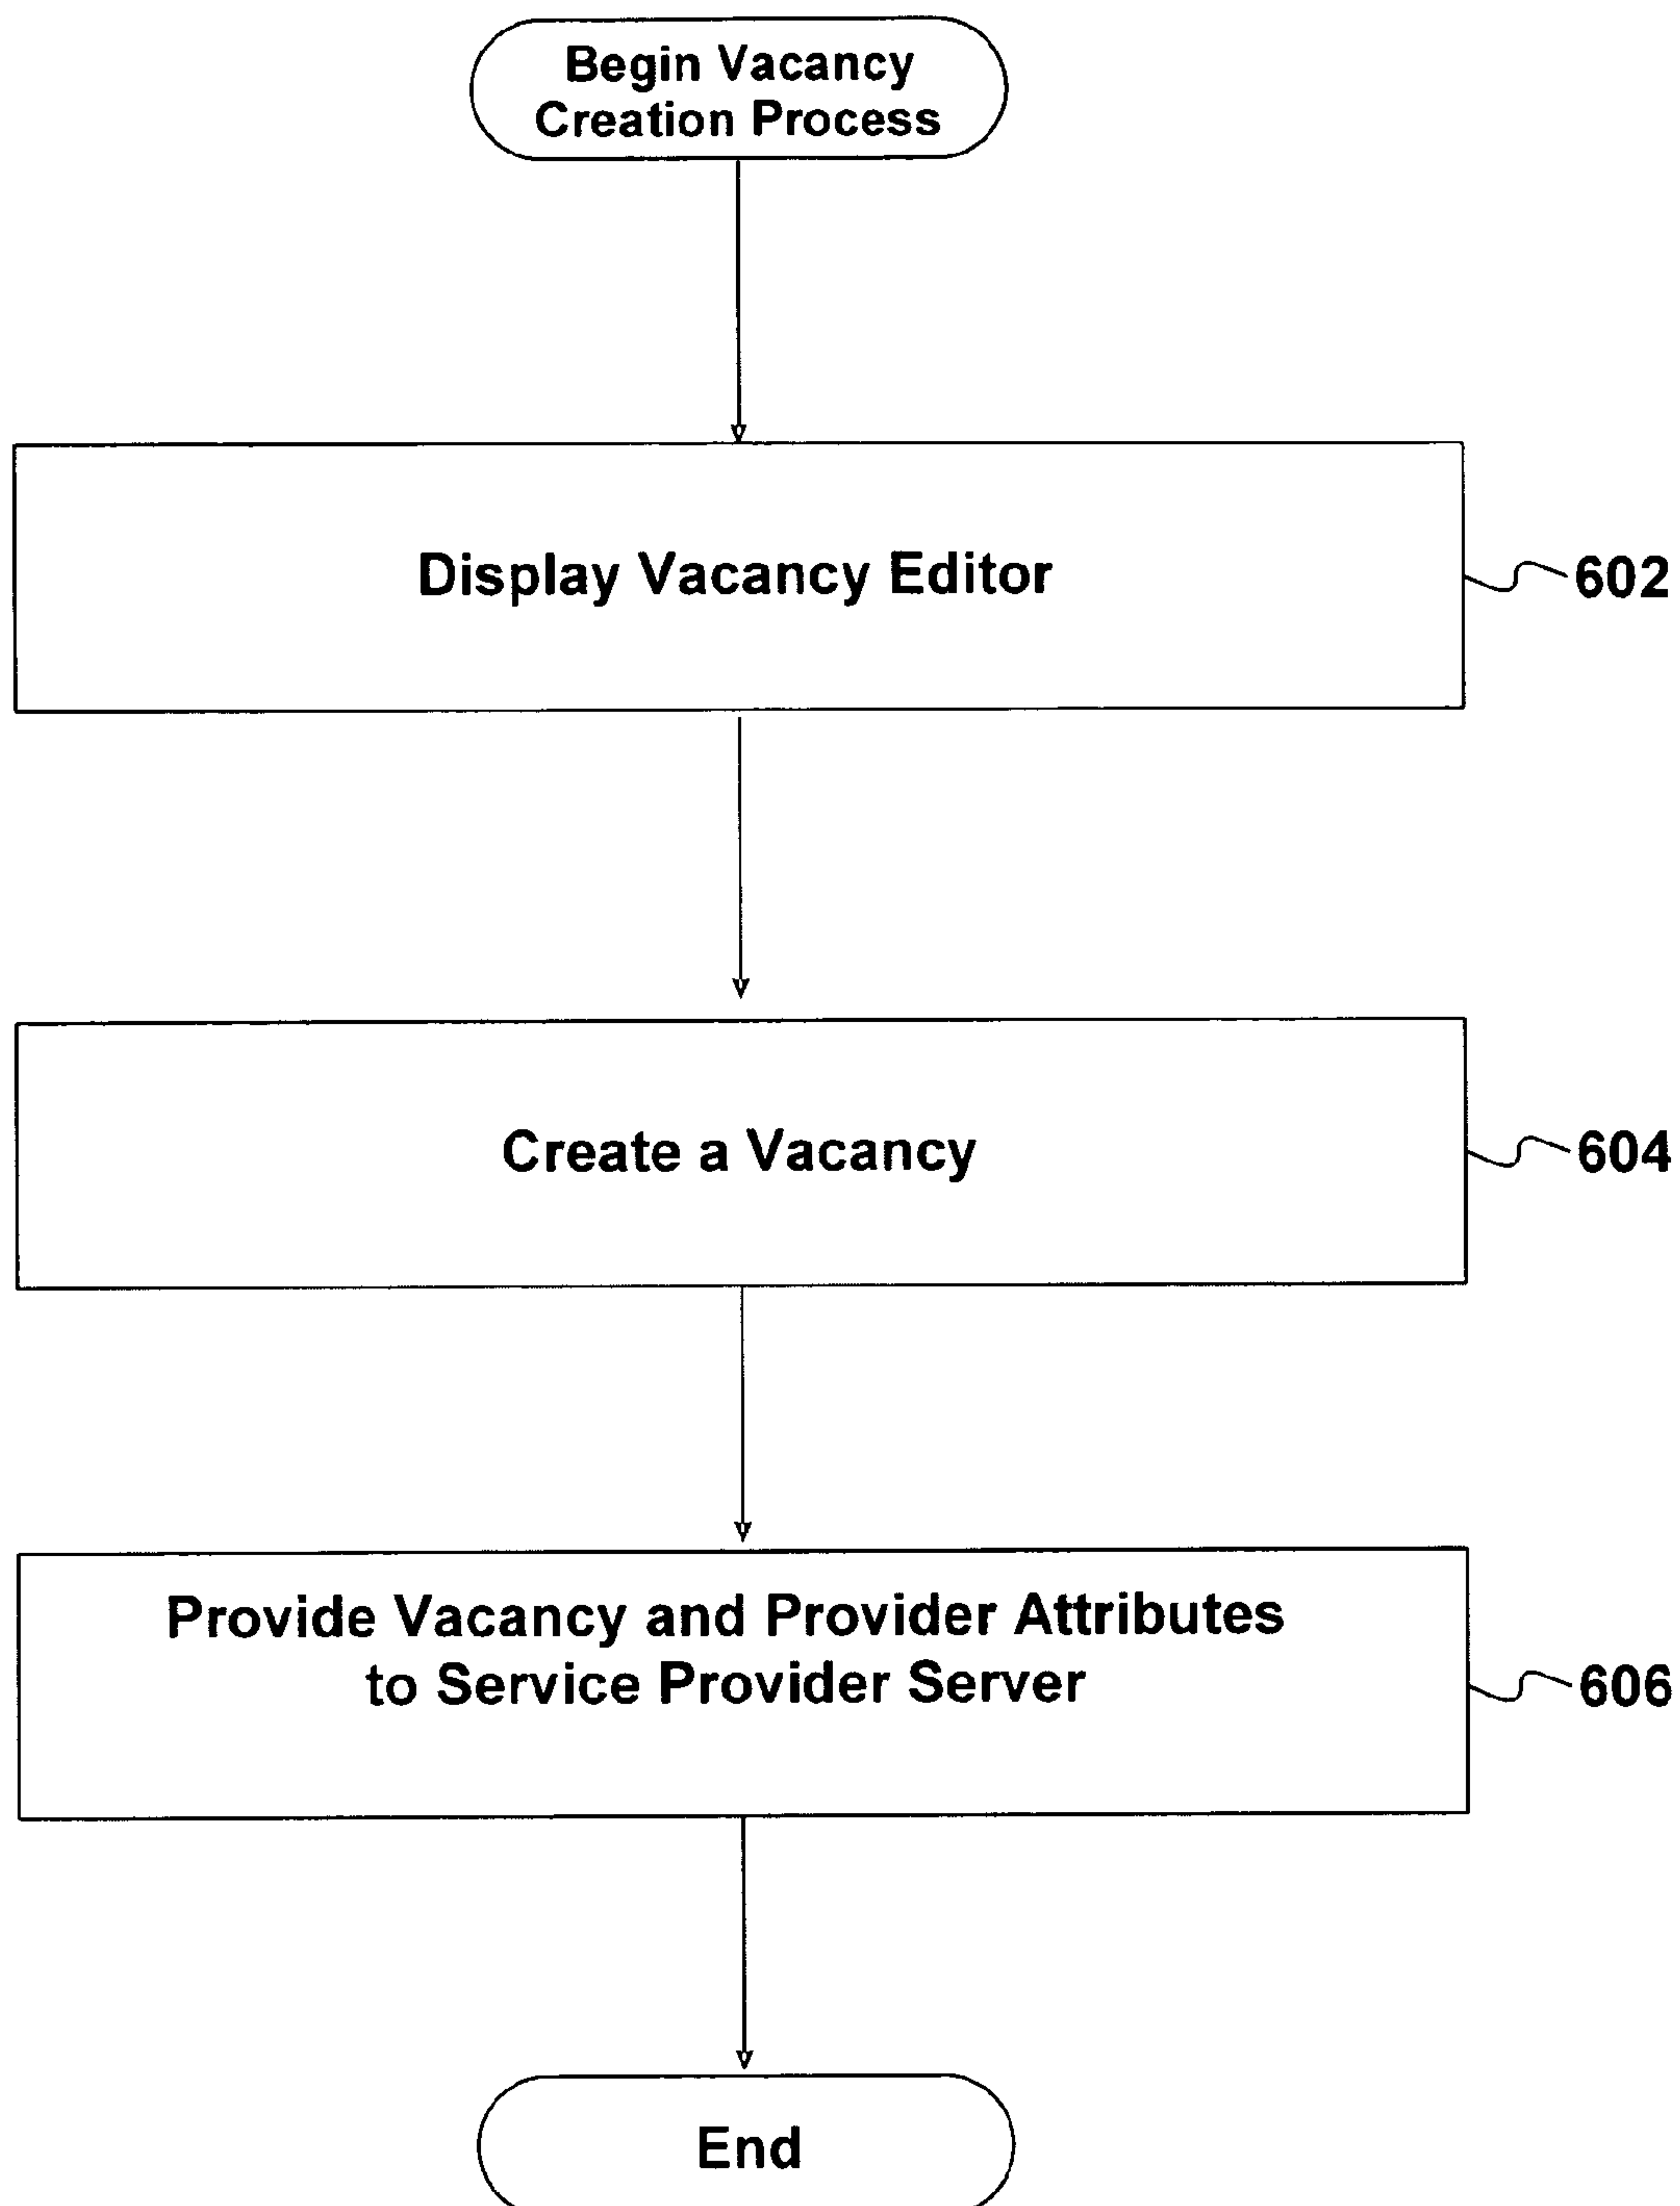 Begin Vacancy
Creation Process
Display Vacancy Editor
602
Create a Vacancy
604
Provide Vacancy and Provider Attributes
to Service Provider Server
606
End